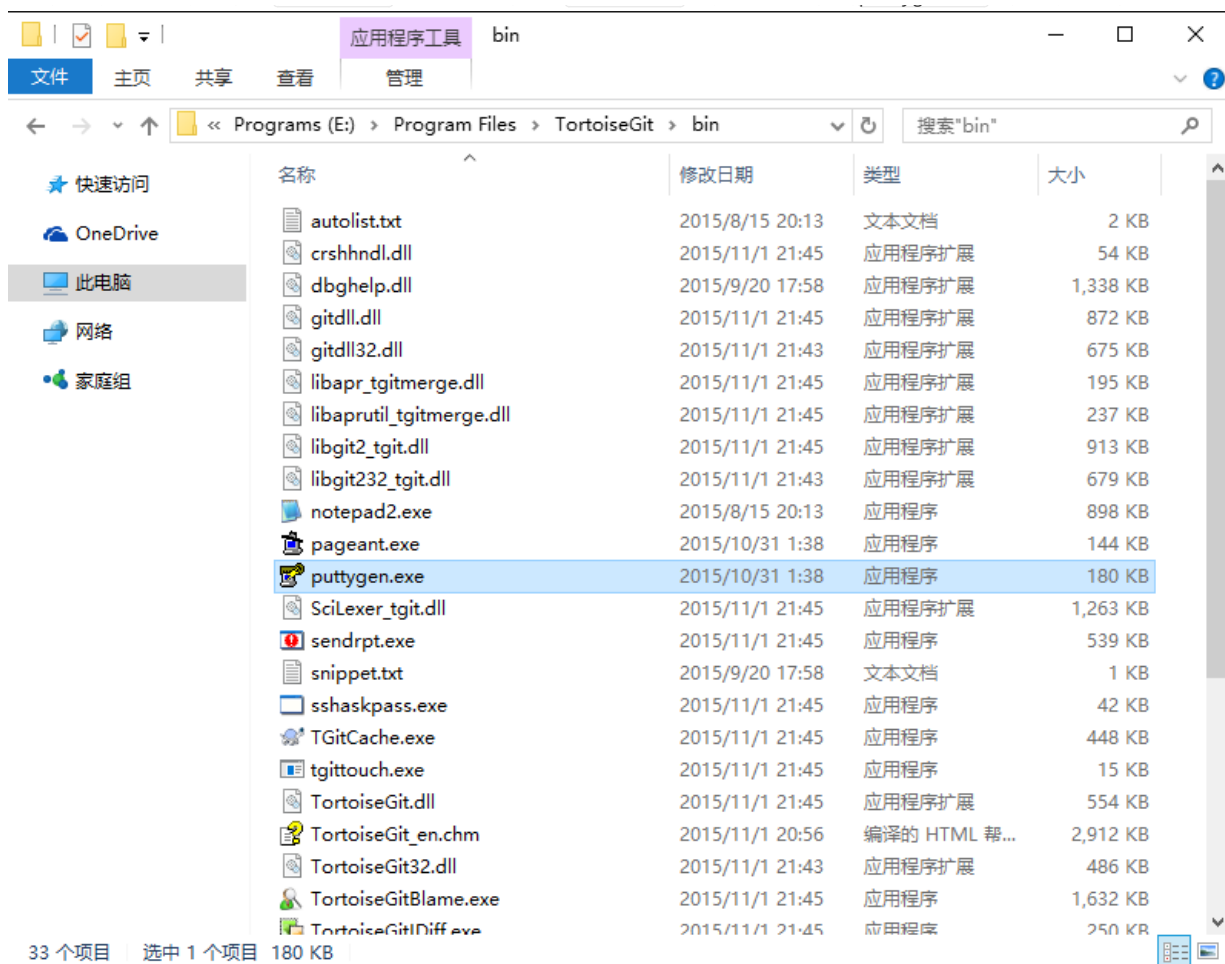 应用程序工具 bin
文件 主页 共享 查看 管理
« Programs (E:) › Program Files › TortoiseGit › bin 搜索"bin"
快速访问
OneDrive
此电脑
网络
家庭组
名称 修改日期 类型 大小
autolist.txt 2015/8/15 20:13 文本文档 2 KB
crshhndl.dll 2015/11/1 21:45 应用程序扩展 54 KB
dbghelp.dll 2015/9/20 17:58 应用程序扩展 1,338 KB
gitdll.dll 2015/11/1 21:45 应用程序扩展 872 KB
gitdll32.dll 2015/11/1 21:43 应用程序扩展 675 KB
libapr_tgitmerge.dll 2015/11/1 21:45 应用程序扩展 195 KB
libaprutil_tgitmerge.dll 2015/11/1 21:45 应用程序扩展 237 KB
libgit2_tgit.dll 2015/11/1 21:45 应用程序扩展 913 KB
libgit232_tgit.dll 2015/11/1 21:43 应用程序扩展 679 KB
notepad2.exe 2015/8/15 20:13 应用程序 898 KB
pageant.exe 2015/10/31 1:38 应用程序 144 KB
puttygen.exe 2015/10/31 1:38 应用程序 180 KB
SciLexer_tgit.dll 2015/11/1 21:45 应用程序扩展 1,263 KB
sendrpt.exe 2015/11/1 21:45 应用程序 539 KB
snippet.txt 2015/9/20 17:58 文本文档 1 KB
sshaskpass.exe 2015/11/1 21:45 应用程序 42 KB
TGitCache.exe 2015/11/1 21:45 应用程序 448 KB
tgittouch.exe 2015/11/1 21:45 应用程序 15 KB
TortoiseGit.dll 2015/11/1 21:45 应用程序扩展 554 KB
TortoiseGit_en.chm 2015/11/1 20:56 编译的 HTML 帮... 2,912 KB
TortoiseGit32.dll 2015/11/1 21:43 应用程序扩展 486 KB
TortoiseGitBlame.exe 2015/11/1 21:45 应用程序 1,632 KB
TortoiseGitIDiff.exe 2015/11/1 21:45 应用程序 250 KB
33 个项目 选中 1 个项目 180 KB